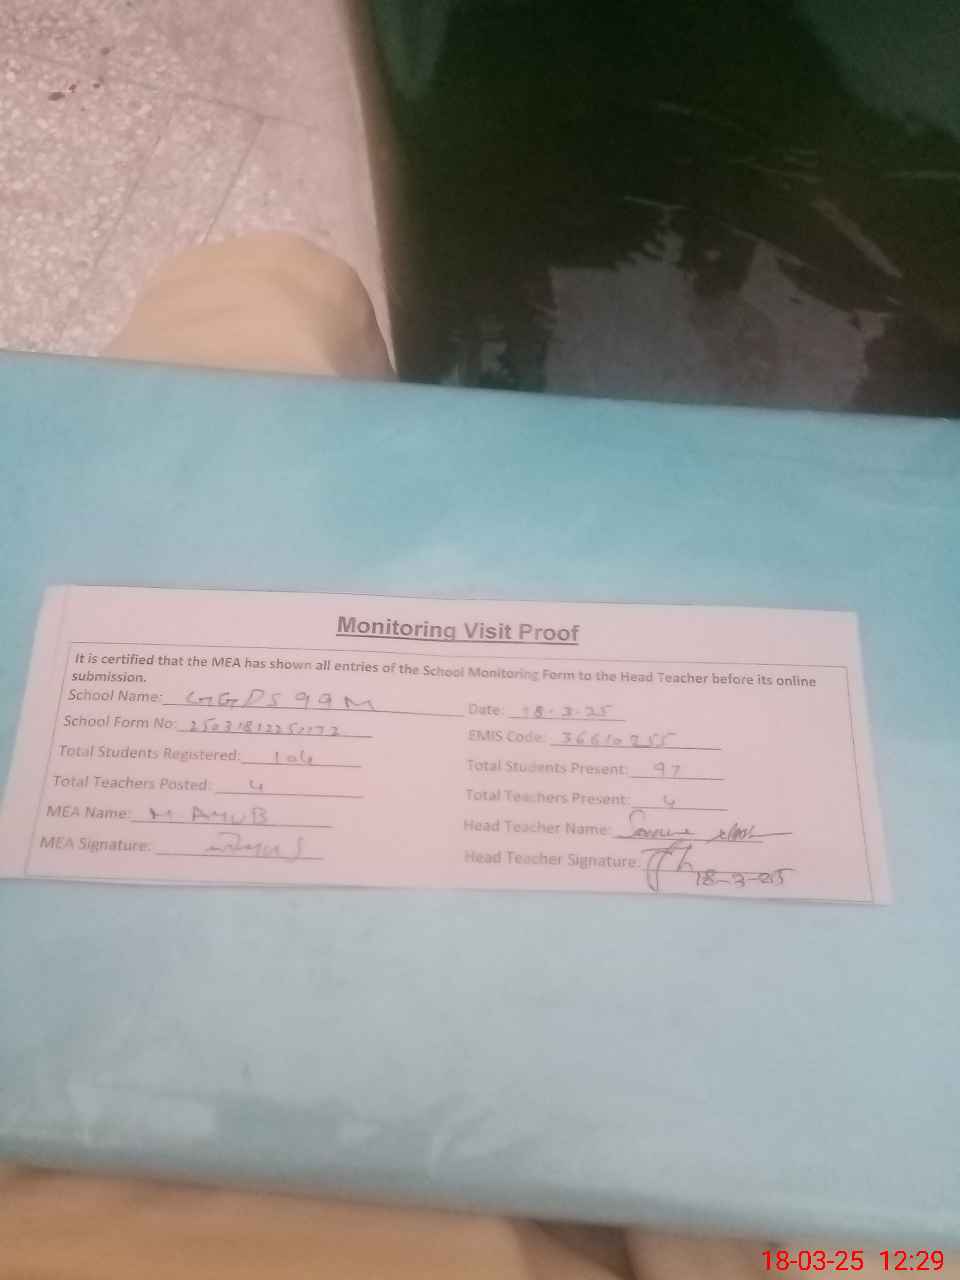 Monitoring Visit Proof
It is certified that the MEA has shown all entries of the School Monitoring Form to the Head Teacher before its online
submission.
School Name: GGPS 99M Date: 18-3-25
School Form No: EMIS Code:
Total Students Registered: 104 Total Students Present: 97
Total Teachers Posted: 4 Total Teachers Present: 4
MEA Name: M. AYUB Head Teacher Name:
MEA Signature: Head Teacher Signature:
18-3-25
18-03-25 12:29